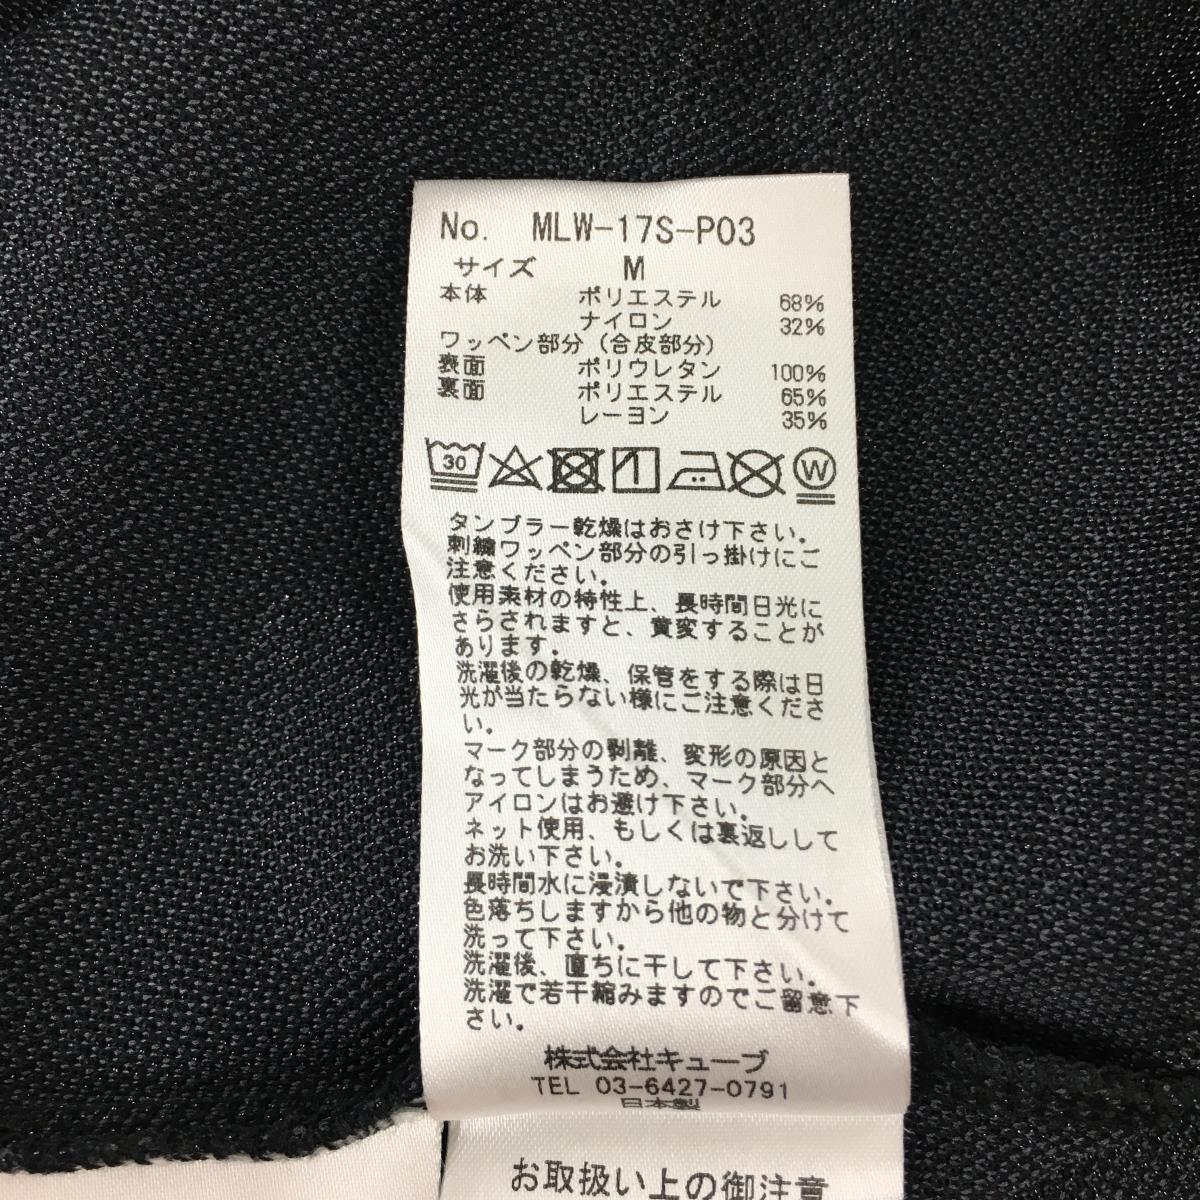 No. MLW-17S-P03
サイズ M
本体 ポリエステル 68%
ナイロン 32%
ワッペン部分(合皮部分)
表面 ポリウレタン 100%
裏面 ポリエステル 65%
レーヨン 35%
30 W
タンブラー乾燥はおさけ下さい。
刺繍ワッペン部分の引っ掛けにご
注意ください。
使用素材の特性上、長時間日光に
さらされますと、黄変することが
あります。
洗濯後の乾燥、保管をする際は日
光が当たらない様にご注意くださ
い。
マーク部分の剥離、変形の原因と
なってしまうため、マーク部分へ
アイロンはお避け下さい。
ネット使用、もしくは裏返しして
お洗い下さい。
長時間水に浸漬しないで下さい。
色落ちしますから他の物と分けて
洗って下さい。
洗濯後、直ちに干して下さい。
洗濯で若干縮みますのでご留意下
さい。
株式会社キューブ
TEL 03-6427-0791
日本製
お取扱い上の御注意